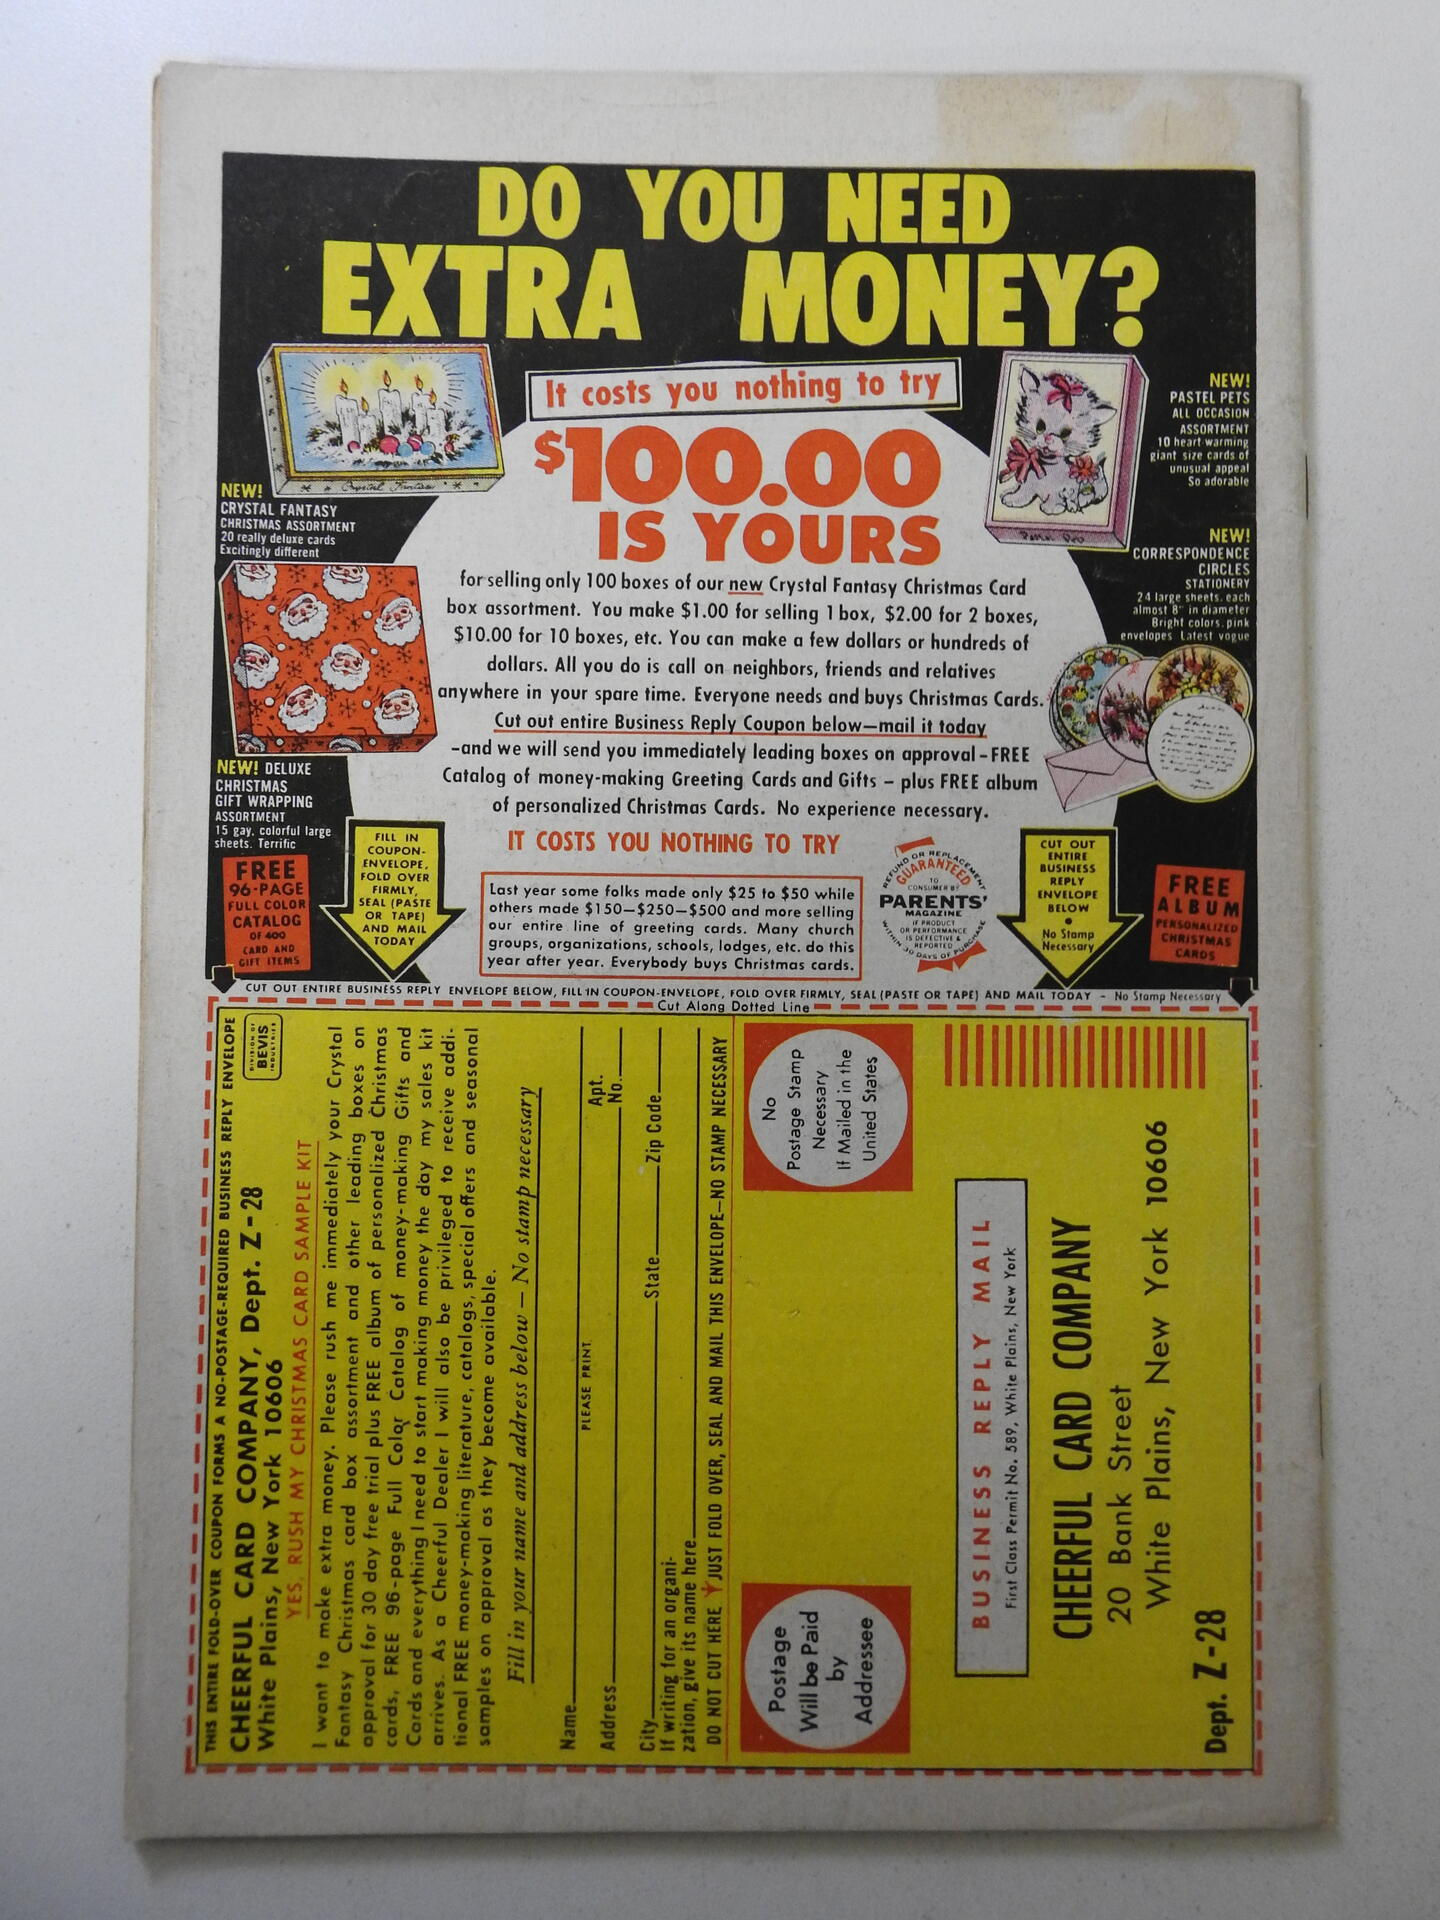 DO YOU NEED
EXTRA MONEY?
It costs you nothing to try
$100.00
IS YOURS
Crystal Fantasy
NEW!
CRYSTAL FANTASY
CHRISTMAS ASSORTMENT
20 really deluxe cards
Excitingly different
NEW!
PASTEL PETS
ALL OCCASION
ASSORTMENT
10 heart warming
giant size cards of
unusual appeal
So adorable
NEW!
CORRESPONDENCE
CIRCLES
STATIONERY
24 large sheets, each
almost 8" in diameter
Bright colors, pink
envelopes Latest vogue
for selling only 100 boxes of our new Crystal Fantasy Christmas Card
box assortment. You make $1.00 for selling 1 box, $2.00 for 2 boxes,
$10.00 for 10 boxes, etc. You can make a few dollars or hundreds of
dollars. All you do is call on neighbors, friends and relatives
anywhere in your spare time. Everyone needs and buys Christmas Cards.
Cut out entire Business Reply Coupon below—mail it today
-and we will send you immediately leading boxes on approval - FREE
Catalog of money-making Greeting Cards and Gifts - plus FREE album
of personalized Christmas Cards. No experience necessary.
IT COSTS YOU NOTHING TO TRY
NEW! DELUXE
CHRISTMAS
GIFT WRAPPING
ASSORTMENT
15 gay, colorful large
sheets. Terrific
FREE
96-PAGE
FULL COLOR
CATALOG
OF 400
CARD AND
GIFT ITEMS
FILL IN
COUPON-
ENVELOPE,
FOLD OVER
FIRMLY,
SEAL (PASTE
OR TAPE)
AND MAIL
TODAY
Last year some folks made only $25 to $50 while
others made $150—$250—$500 and more selling
our entire line of greeting cards. Many church
groups, organizations, schools, lodges, etc. do this
year after year. Everybody buys Christmas cards.
REFUND OR REPLACEMENT
GUARANTEED
TO
CONSUMER BY
PARENTS'
MAGAZINE
IF PRODUCT
OR PERFORMANCE
IS DEFECTIVE &
REPORTED
WITHIN 30 DAYS OF PURCHASE
CUT OUT
ENTIRE
BUSINESS
REPLY
ENVELOPE
BELOW
•
No Stamp
Necessary
FREE
ALBUM
PERSONALIZED
CHRISTMAS
CARDS
CUT OUT ENTIRE BUSINESS REPLY ENVELOPE BELOW, FILL IN COUPON-ENVELOPE, FOLD OVER FIRMLY, SEAL (PASTE OR TAPE) AND MAIL TODAY - No Stamp Necessary
Cut Along Dotted Line
THIS ENTIRE FOLD-OVER COUPON FORMS A NO-POSTAGE-REQUIRED BUSINESS REPLY ENVELOPE
CHEERFUL CARD COMPANY, Dept. Z-28
White Plains, New York 10606
DIVISION OF
BEVIS
INDUSTRIES
YES, RUSH MY CHRISTMAS CARD SAMPLE KIT
I want to make extra money. Please rush me immediately your Crystal
Fantasy Christmas card box assortment and other leading boxes on
approval for 30 day free trial plus FREE album of personalized Christmas
cards, FREE 96-page Full Color Catalog of money-making Gifts and
Cards and everything I need to start making money the day my sales kit
arrives. As a Cheerful Dealer I will also be privileged to receive addi-
tional FREE money-making literature, catalogs, special offers and seasonal
samples on approval as they become available.
Fill in your name and address below — No stamp necessary
Name
PLEASE PRINT
Address
Apt.
No.
City State Zip Code
If writing for an organi-
zation, give its name here
DO NOT CUT HERE JUST FOLD OVER, SEAL AND MAIL THIS ENVELOPE—NO STAMP NECESSARY
Postage
Will be Paid
by
Addressee
No
Postage Stamp
Necessary
If Mailed in the
United States
BUSINESS REPLY MAIL
First Class Permit No. 589, White Plains, New York
CHEERFUL CARD COMPANY
20 Bank Street
White Plains, New York 10606
Dept. Z-28